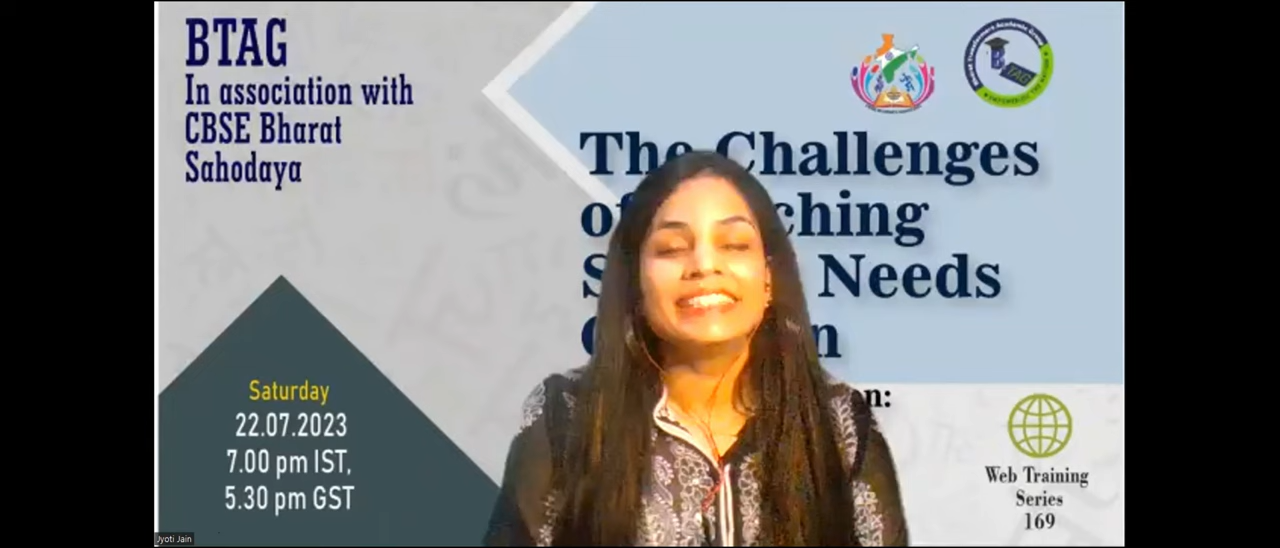 BTAG
In association with
CBSE Bharat
Sahodaya
The Challenges
ching
Needs
n:
Saturday
22.07.2023
7.00 pm IST,
5.30 pm GST
Web Training
Series
169
Jyoti Jain